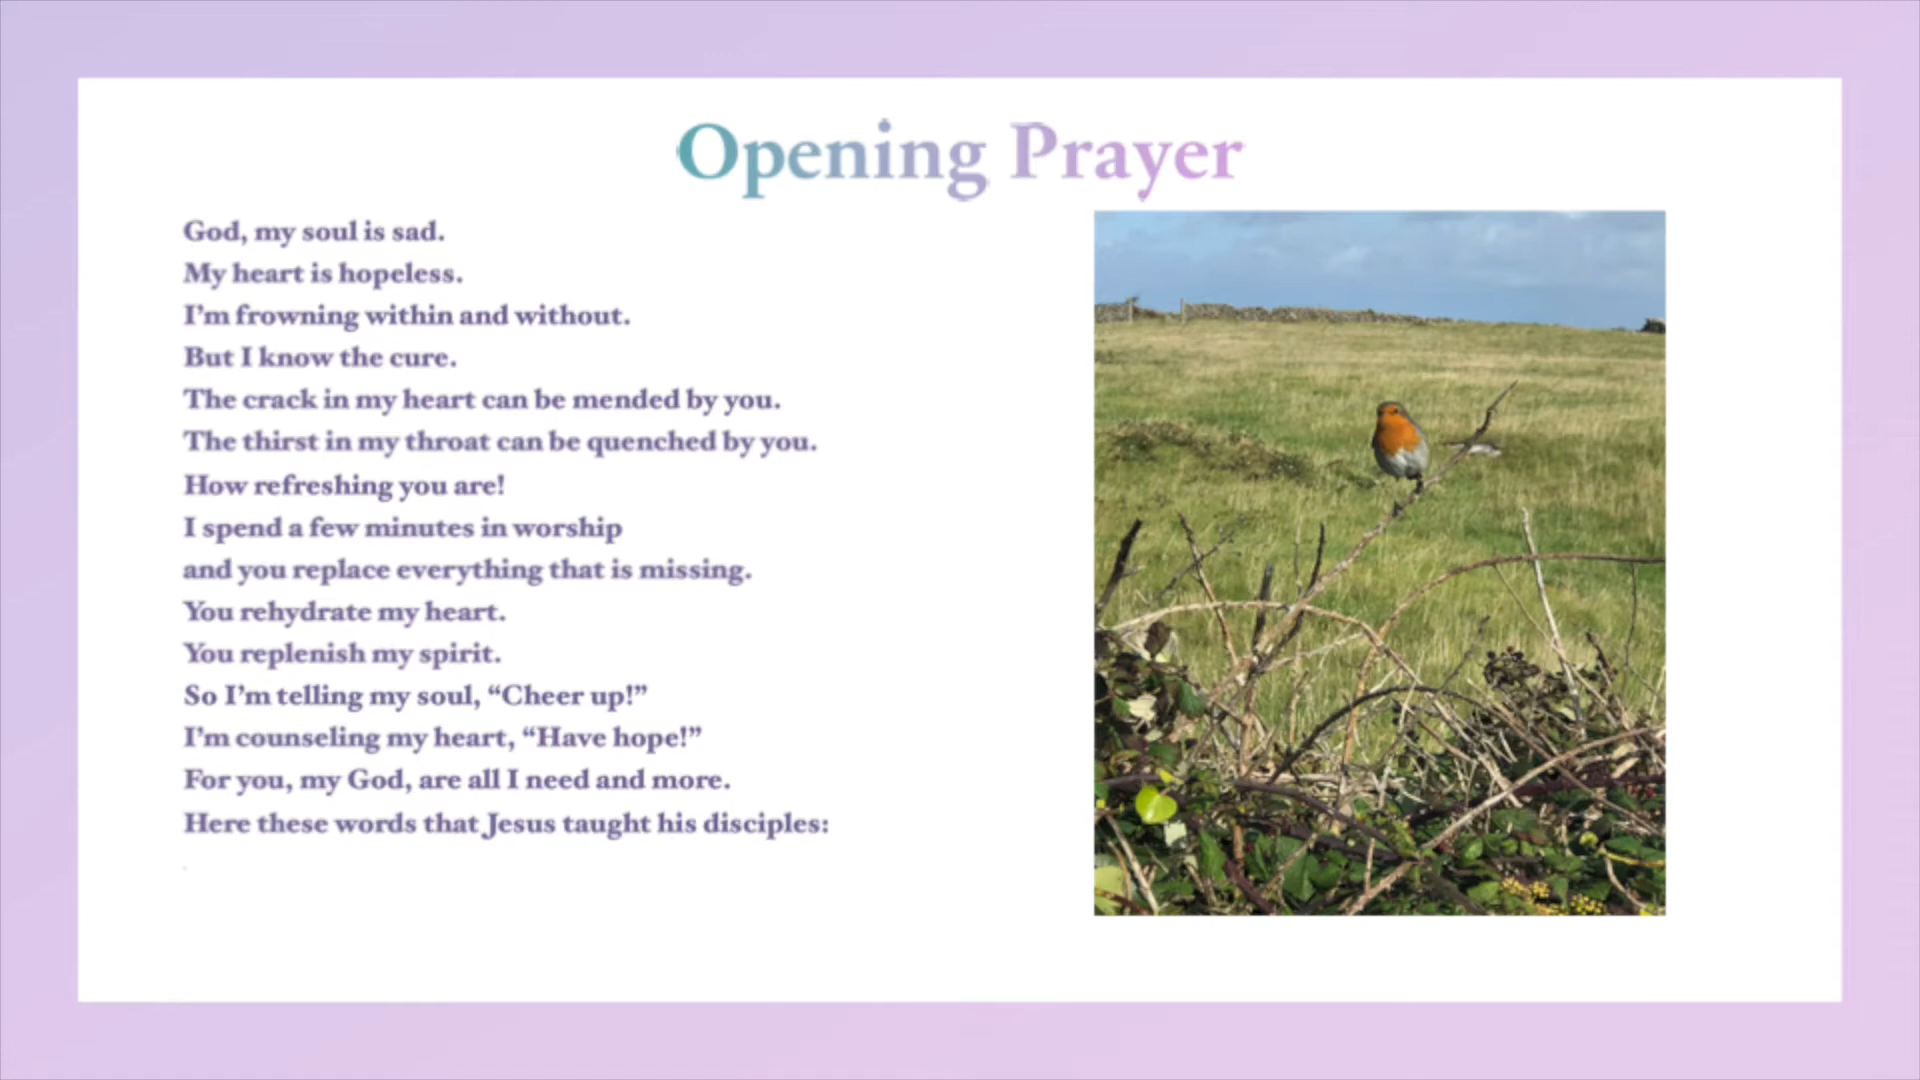 Opening Prayer
God, my soul is sad.
My heart is hopeless.
I’m frowning within and without.
But I know the cure.
The crack in my heart can be mended by you.
The thirst in my throat can be quenched by you.
How refreshing you are!
I spend a few minutes in worship
and you replace everything that is missing.
You rehydrate my heart.
You replenish my spirit.
So I’m telling my soul, “Cheer up!”
I’m counseling my heart, “Have hope!”
For you, my God, are all I need and more.
Here these words that Jesus taught his disciples: